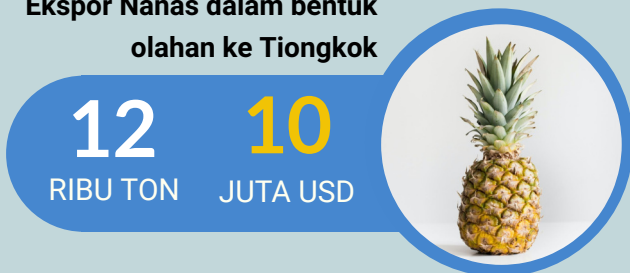 Ekspor Nanas dalam bentuk
olahan ke Tiongkok
12 10
RIBU TON JUTA USD